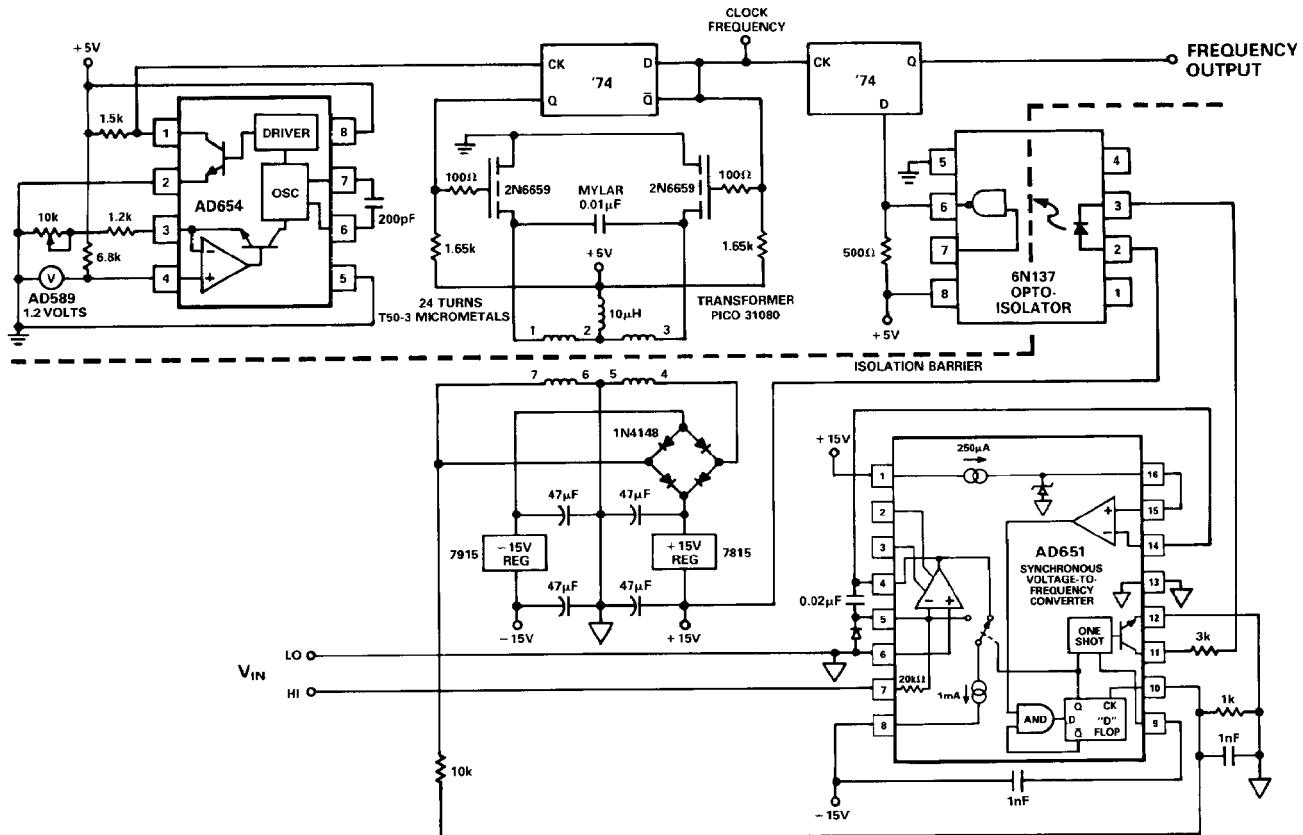 CLOCK
FREQUENCY
+5V
CK
D
'74
Q
Q̅
CK
Q
'74
D
FREQUENCY
OUTPUT
1.5k
1
2
3
4
DRIVER
OSC
AD654
8
7
6
5
200pF
10k
1.2k
6.8k
V
AD589
1.2 VOLTS
−
+
100Ω
2N6659
MYLAR
0.01μF
2N6659
100Ω
1.65k
1.65k
+5V
10μH
24 TURNS
T50-3 MICROMETALS
TRANSFORMER
PICO 31080
1
2
3
500Ω
+5V
5
6
7
8
4
3
2
1
6N137
OPTO-
ISOLATOR
ISOLATION BARRIER
7
6
5
4
1N4148
47μF
47μF
7915
−15V
REG
+15V
REG
7815
47μF
47μF
−15V
+15V
VIN
LO
HI
10k
+15V
250μA
1
2
3
4
5
6
7
8
16
15
14
13
12
11
10
9
0.02μF
−
+
+
−
AD651
SYNCHRONOUS
VOLTAGE-TO-
FREQUENCY
CONVERTER
ONE
SHOT
20kΩ
1mA
AND
Q
CK
D
"D"
Q̅
FLOP
3k
1k
1nF
1nF
−15V